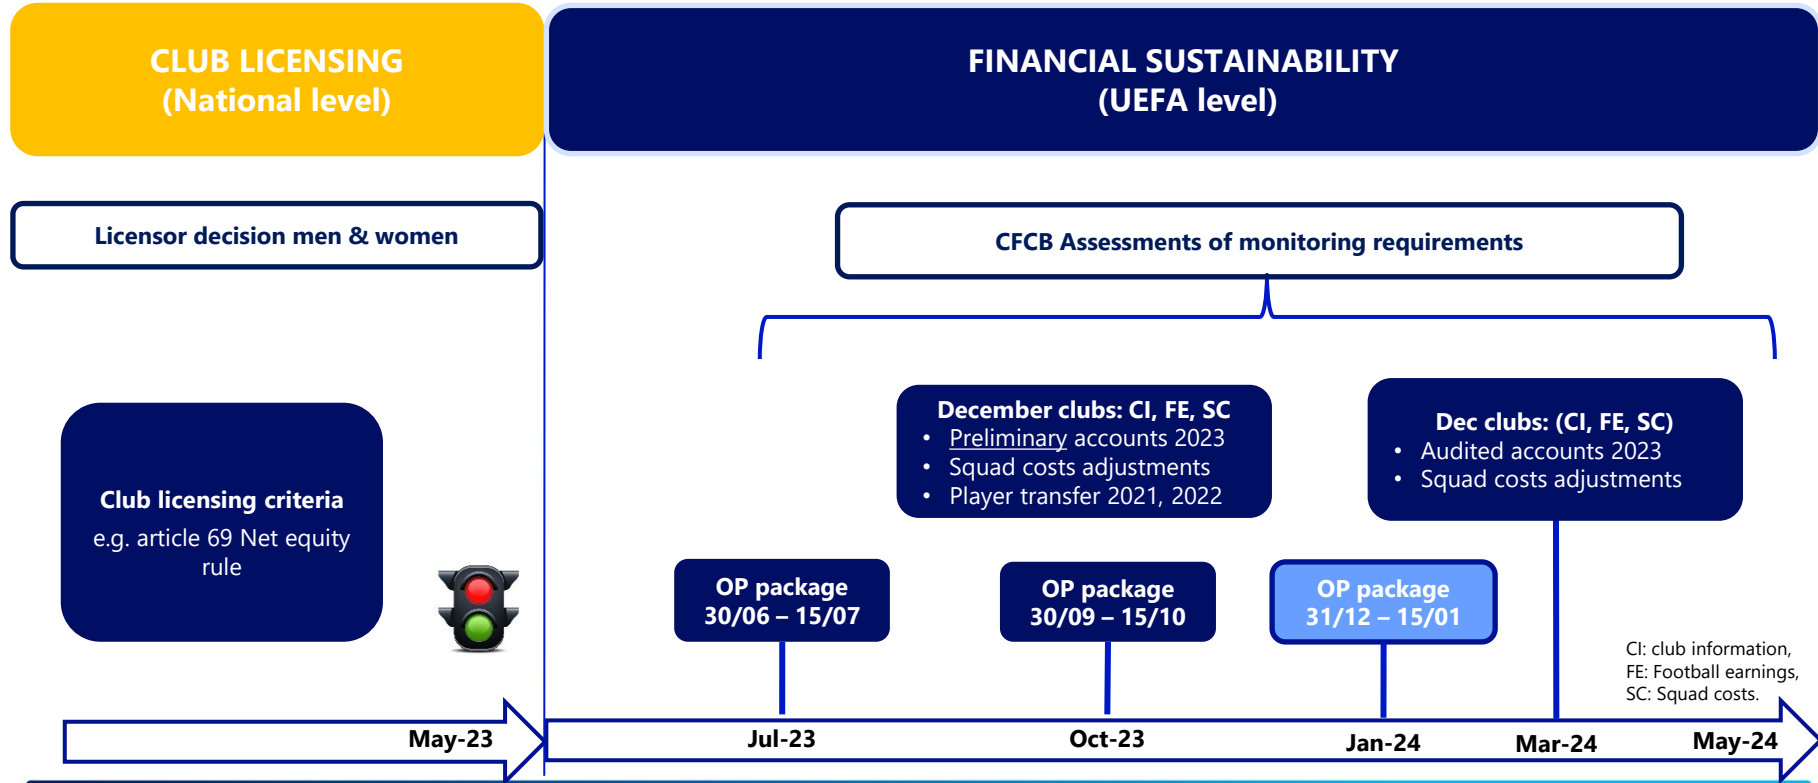 CLUB LICENSING
(National level)
FINANCIAL SUSTAINABILITY
(UEFA level)
Licensor decision men & women
CFCB Assessments of monitoring requirements
Club licensing criteria
e.g. article 69 Net equity
rule
December clubs: CI, FE, SC
• Preliminary accounts 2023
• Squad costs adjustments
• Player transfer 2021, 2022
Dec clubs: (CI, FE, SC)
• Audited accounts 2023
• Squad costs adjustments
OP package
30/06 – 15/07
OP package
30/09 – 15/10
OP package
31/12 – 15/01
CI: club information,
FE: Football earnings,
SC: Squad costs.
May-23
Jul-23
Oct-23
Jan-24
Mar-24
May-24